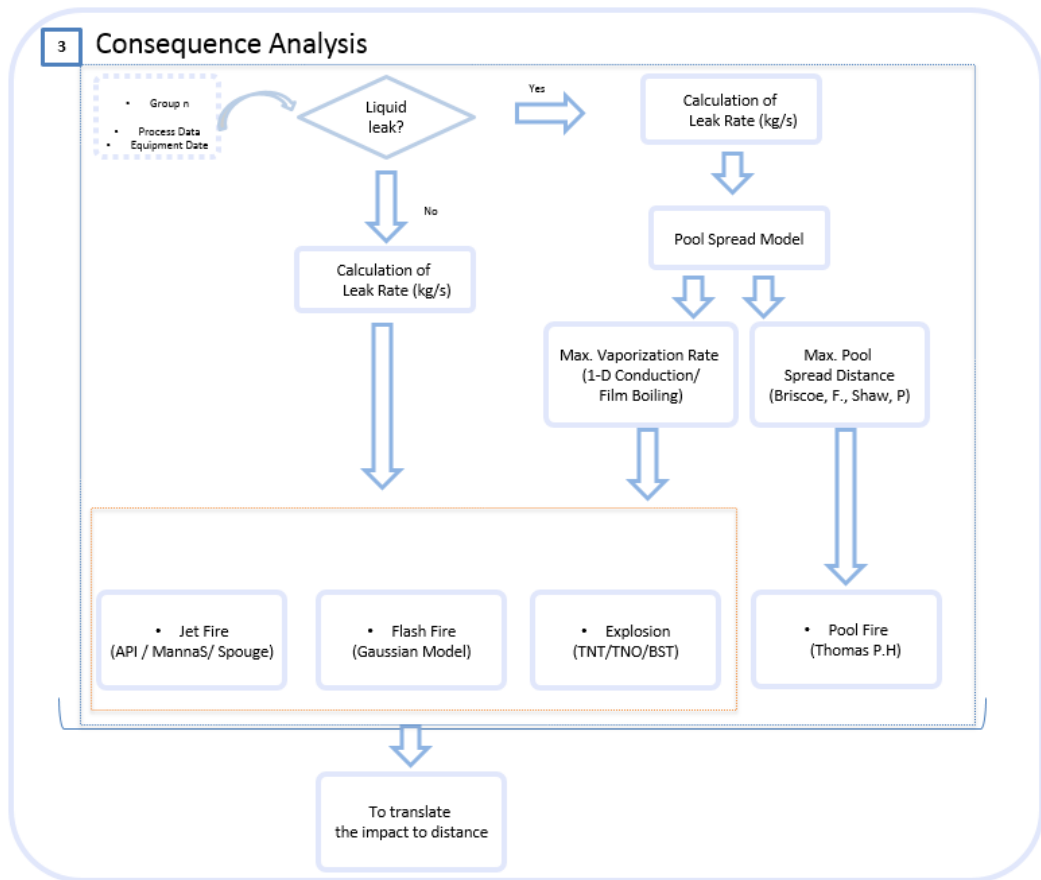 3
Consequence Analysis
• Group n
• Process Data
• Equipment Date
Liquid
leak?
Yes
Calculation of
Leak Rate (kg/s)
No
Pool Spread Model
Calculation of
Leak Rate (kg/s)
Max. Vaporization Rate
(1-D Conduction/
Film Boiling)
Max. Pool
Spread Distance
(Briscoe, F., Shaw, P)
• Jet Fire
(API / MannaS/ Spouge)
• Flash Fire
(Gaussian Model)
• Explosion
(TNT/TNO/BST)
• Pool Fire
(Thomas P.H)
To translate
the impact to distance